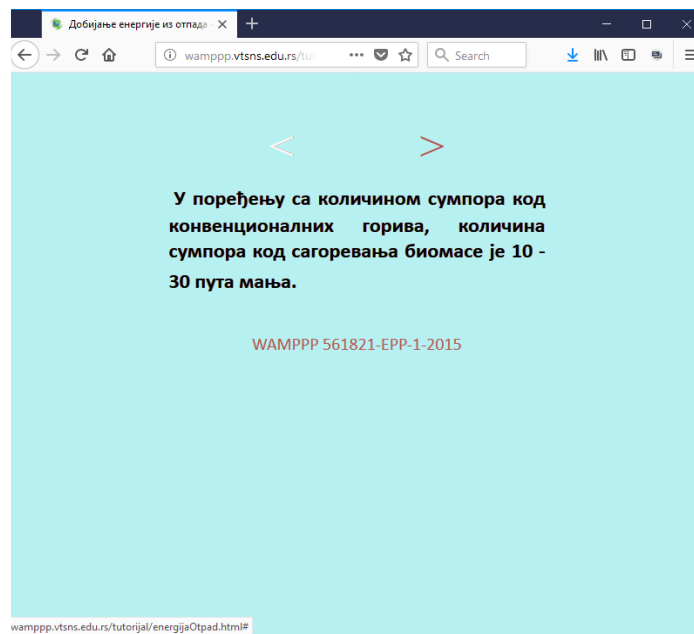 Добијање енергије из отпада
wamppp.vtsns.edu.rs/tut
Search
< >
У поређењу са количином сумпора код
конвенционалних горива, количина
сумпора код сагоревања биомасе је 10 -
30 пута мања.
WAMPPP 561821-EPP-1-2015
wamppp.vtsns.edu.rs/tutorijal/energijaOtpad.html#